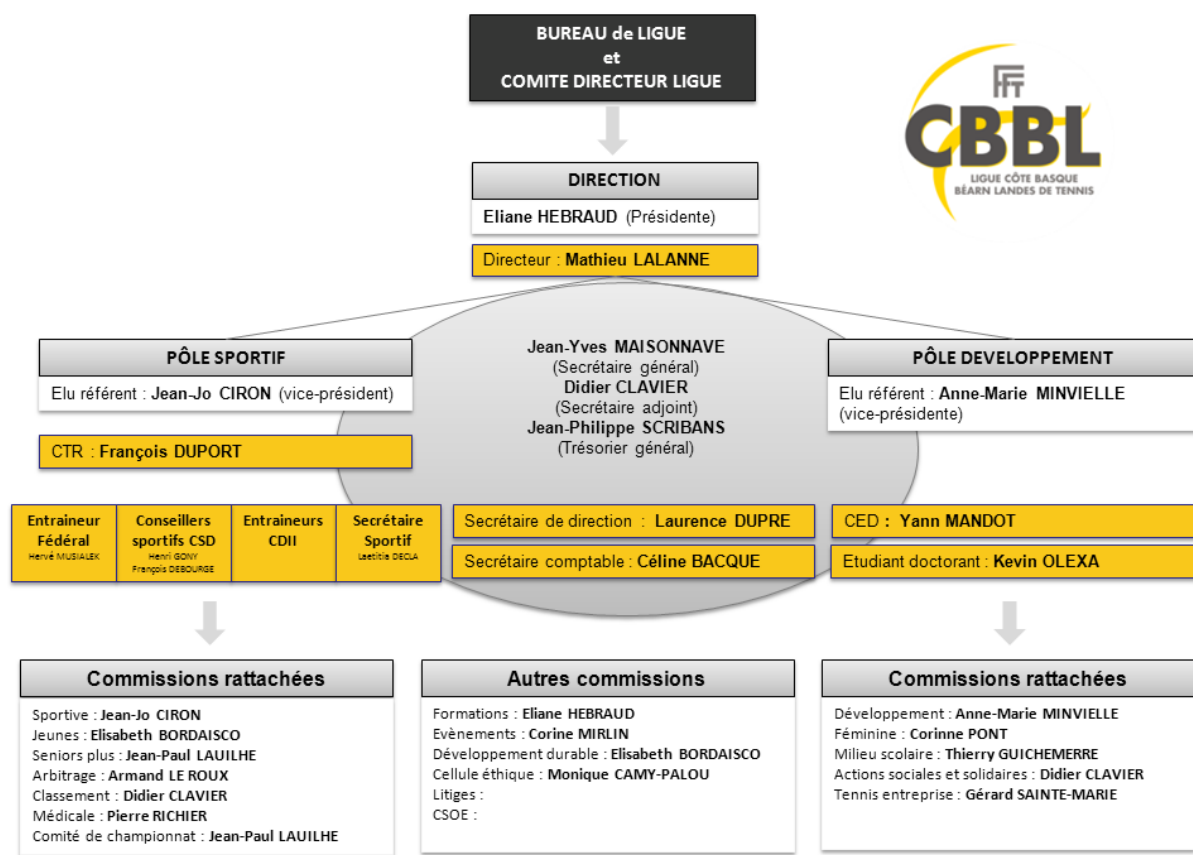 BUREAU de LIGUE
et
COMITE DIRECTEUR LIGUE
FFT
CBBL
LIGUE CÔTE BASQUE
BÉARN LANDES DE TENNIS
DIRECTION
Eliane HEBRAUD (Présidente)
Directeur : Mathieu LALANNE
PÔLE SPORTIF
Elu référent : Jean-Jo CIRON (vice-président)
CTR : François DUPORT
Jean-Yves MAISONNAVE
(Secrétaire général)
Didier CLAVIER
(Secrétaire adjoint)
Jean-Philippe SCRIBANS
(Trésorier général)
PÔLE DEVELOPPEMENT
Elu référent : Anne-Marie MINVIELLE
(vice-présidente)
Entraineur
Fédéral
Hervé MUSIALEK
Conseillers
sportifs CSD
Henri GONY
François DEBOURGE
Entraineurs
CDII
Secrétaire
Sportif
Laetitia DECLA
Secrétaire de direction : Laurence DUPRE
Secrétaire comptable : Céline BACQUE
CED : Yann MANDOT
Etudiant doctorant : Kevin OLEXA
Commissions rattachées
Sportive : Jean-Jo CIRON
Jeunes : Elisabeth BORDAISCO
Seniors plus : Jean-Paul LAUILHE
Arbitrage : Armand LE ROUX
Classement : Didier CLAVIER
Médicale : Pierre RICHIER
Comité de championnat : Jean-Paul LAUILHE
Autres commissions
Formations : Eliane HEBRAUD
Evènements : Corine MIRLIN
Développement durable : Elisabeth BORDAISCO
Cellule éthique : Monique CAMY-PALOU
Litiges :
CSOE :
Commissions rattachées
Développement : Anne-Marie MINVIELLE
Féminine : Corinne PONT
Milieu scolaire : Thierry GUICHEMERRE
Actions sociales et solidaires : Didier CLAVIER
Tennis entreprise : Gérard SAINTE-MARIE